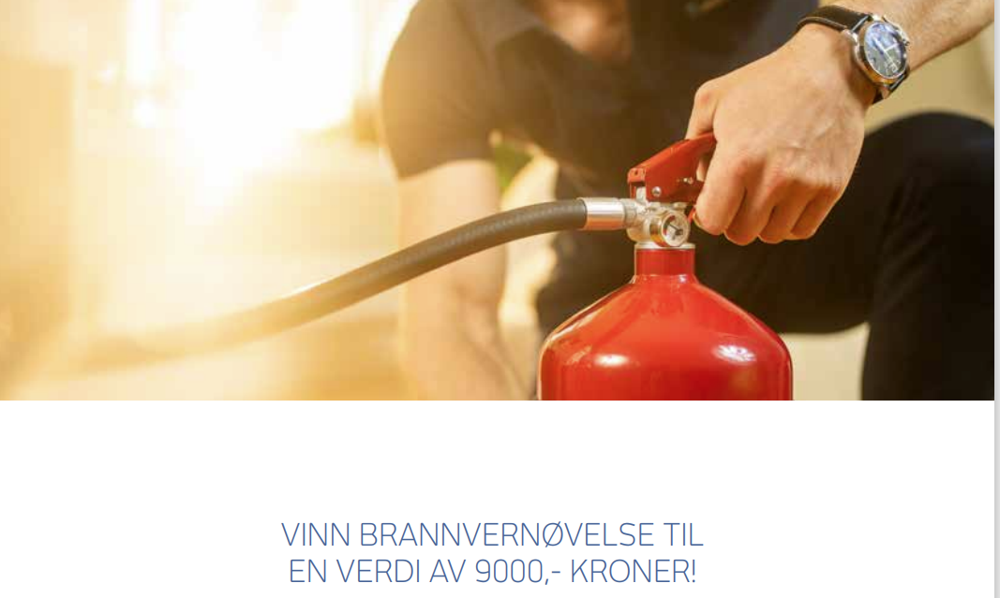 VINN BRANNVERNØVELSE TIL
EN VERDI AV 9000,- KRONER!